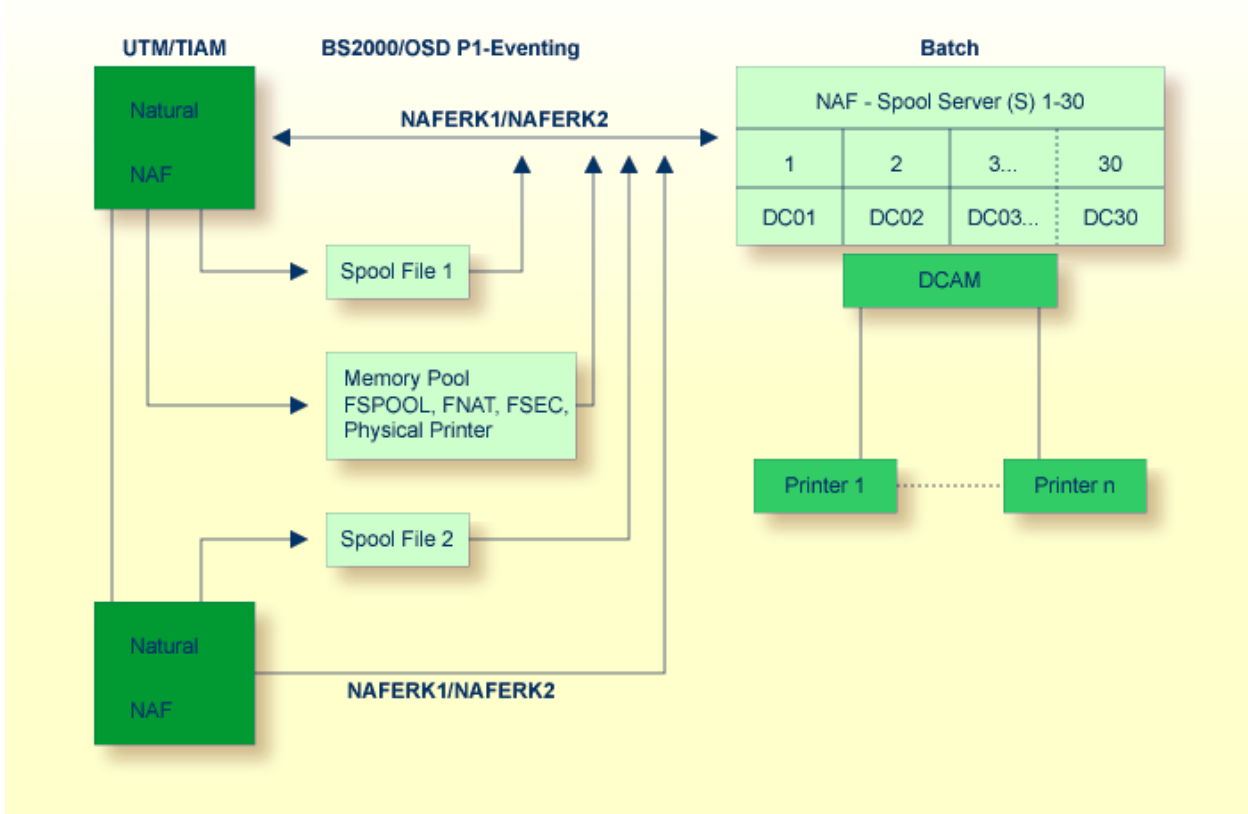 UTM/TIAM
BS2000/OSD P1-Eventing
Batch
Natural
NAF
NAFERK1/NAFERK2
NAF - Spool Server (S) 1-30
1
2
3...
30
DC01
DC02
DC03...
DC30
DCAM
Spool File 1
Memory Pool
FSPOOL, FNAT, FSEC,
Physical Printer
Printer 1
Printer n
Spool File 2
Natural
NAF
NAFERK1/NAFERK2